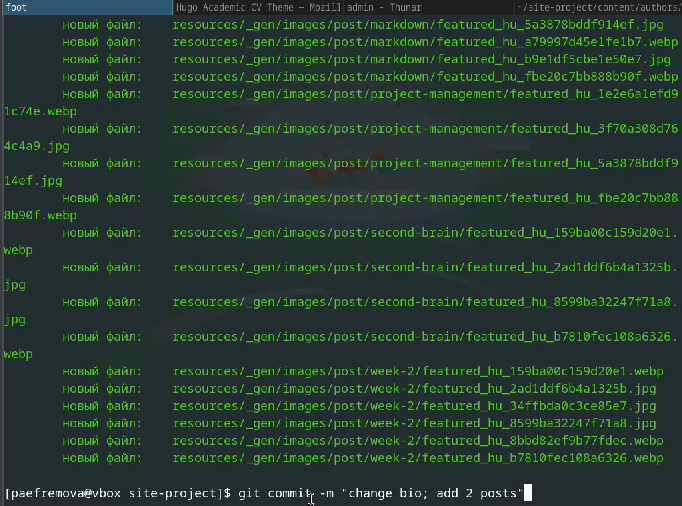 foot
Hugo Academic CV Theme — Mozill
admin - Thunar
~/site-project/content/authors/
новый файл:    resources/_gen/images/post/markdown/featured_hu_5a3878bddf914ef.jpg
новый файл:    resources/_gen/images/post/markdown/featured_hu_a79997d45e1fe1b7.webp
новый файл:    resources/_gen/images/post/markdown/featured_hu_b9e1df5cbe1e50e7.jpg
новый файл:    resources/_gen/images/post/markdown/featured_hu_fbe20c7bb888b90f.webp
новый файл:    resources/_gen/images/post/project-management/featured_hu_1e2e6a1efd9
1c74e.webp
новый файл:    resources/_gen/images/post/project-management/featured_hu_3f70a308d76
4c4a9.jpg
новый файл:    resources/_gen/images/post/project-management/featured_hu_5a3878bddf9
14ef.jpg
новый файл:    resources/_gen/images/post/project-management/featured_hu_fbe20c7bb88
8b90f.webp
новый файл:    resources/_gen/images/post/second-brain/featured_hu_159ba00c159d20e1.
webp
новый файл:    resources/_gen/images/post/second-brain/featured_hu_2ad1ddf6b4a1325b.
jpg
новый файл:    resources/_gen/images/post/second-brain/featured_hu_8599ba32247f71a8.
jpg
новый файл:    resources/_gen/images/post/second-brain/featured_hu_b7810fec108a6326.
webp
новый файл:    resources/_gen/images/post/week-2/featured_hu_159ba00c159d20e1.webp
новый файл:    resources/_gen/images/post/week-2/featured_hu_2ad1ddf6b4a1325b.jpg
новый файл:    resources/_gen/images/post/week-2/featured_hu_34ffbda0c3ce85e7.jpg
новый файл:    resources/_gen/images/post/week-2/featured_hu_8599ba32247f71a8.jpg
новый файл:    resources/_gen/images/post/week-2/featured_hu_8bbd82ef9b77fdec.webp
новый файл:    resources/_gen/images/post/week-2/featured_hu_b7810fec108a6326.webp
[paefremova@vbox site-project]$ git commit -m "change bio; add 2 posts"